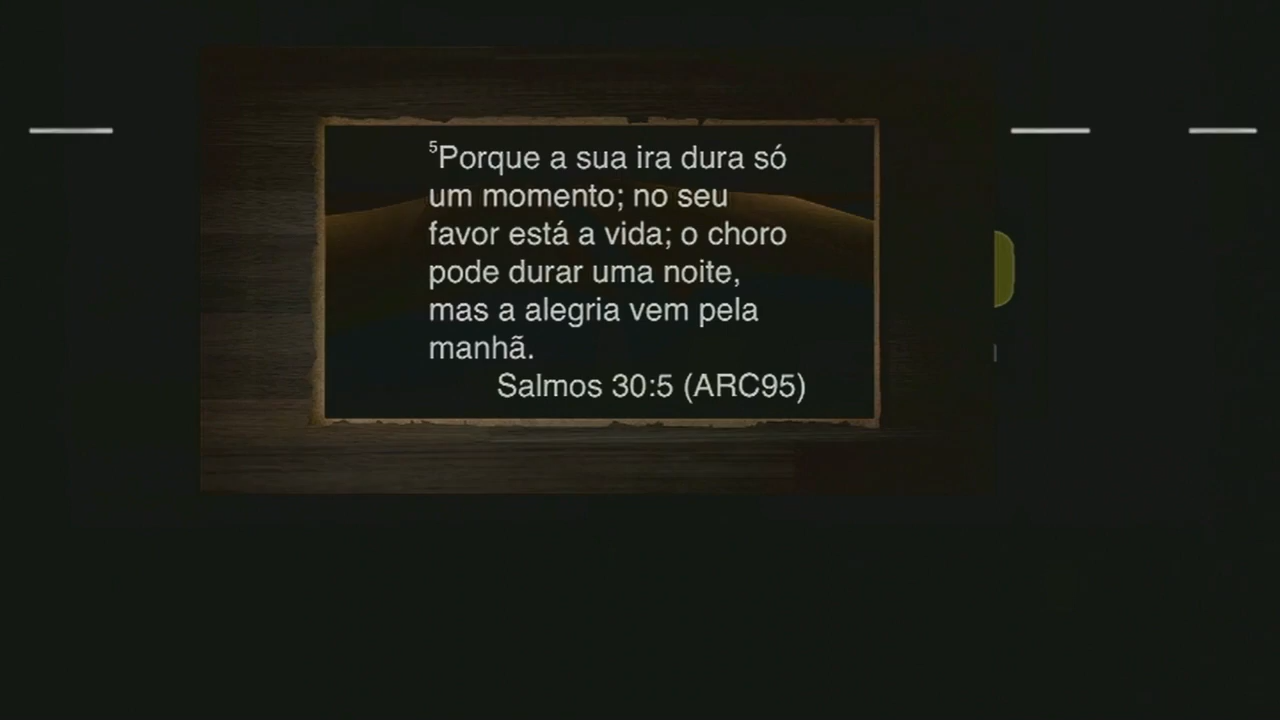 ⁵Porque a sua ira dura só
um momento; no seu
favor está a vida; o choro
pode durar uma noite,
mas a alegria vem pela
manhã.
Salmos 30:5 (ARC95)